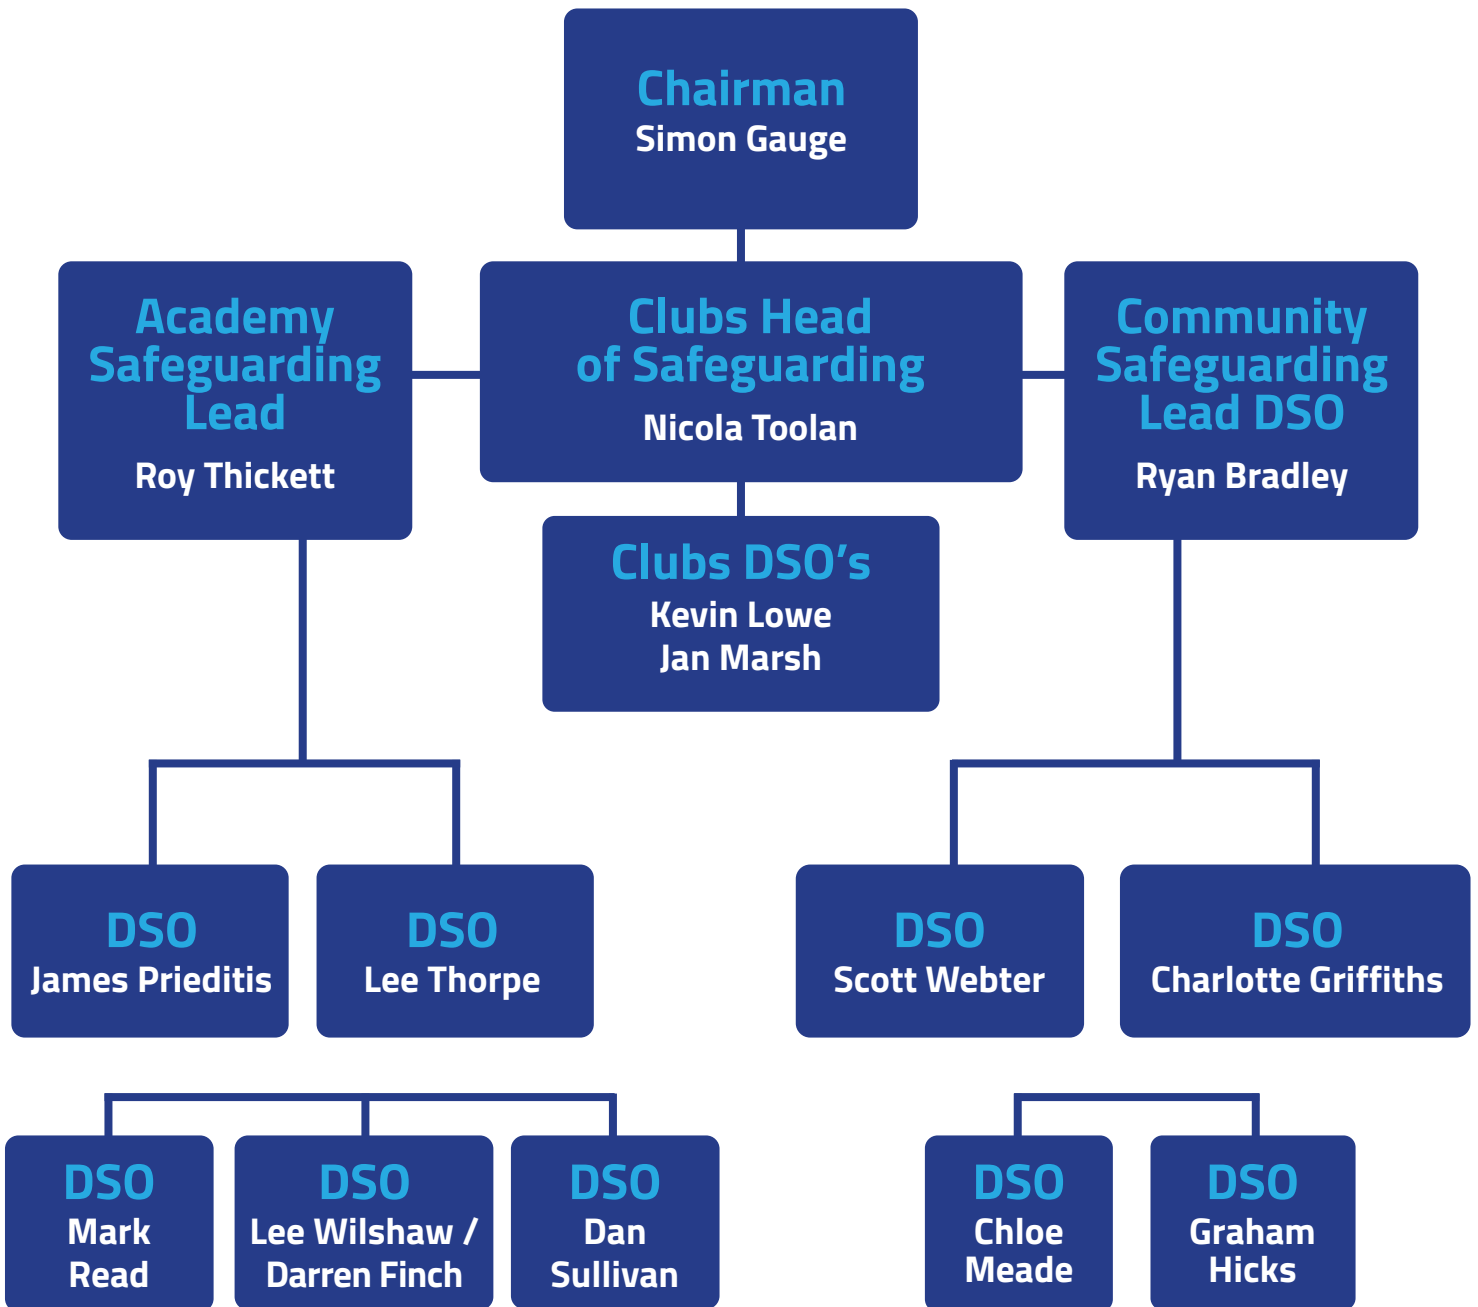 Chairman
Simon Gauge
Academy
Safeguarding
Lead
Roy Thickett
Clubs Head
of Safeguarding
Nicola Toolan
Community
Safeguarding
Lead DSO
Ryan Bradley
Clubs DSO's
Kevin Lowe
Jan Marsh
DSO
James Prieditis
DSO
Lee Thorpe
DSO
Scott Webter
DSO
Charlotte Griffiths
DSO
Mark
Read
DSO
Lee Wilshaw /
Darren Finch
DSO
Dan
Sullivan
DSO
Chloe
Meade
DSO
Graham
Hicks